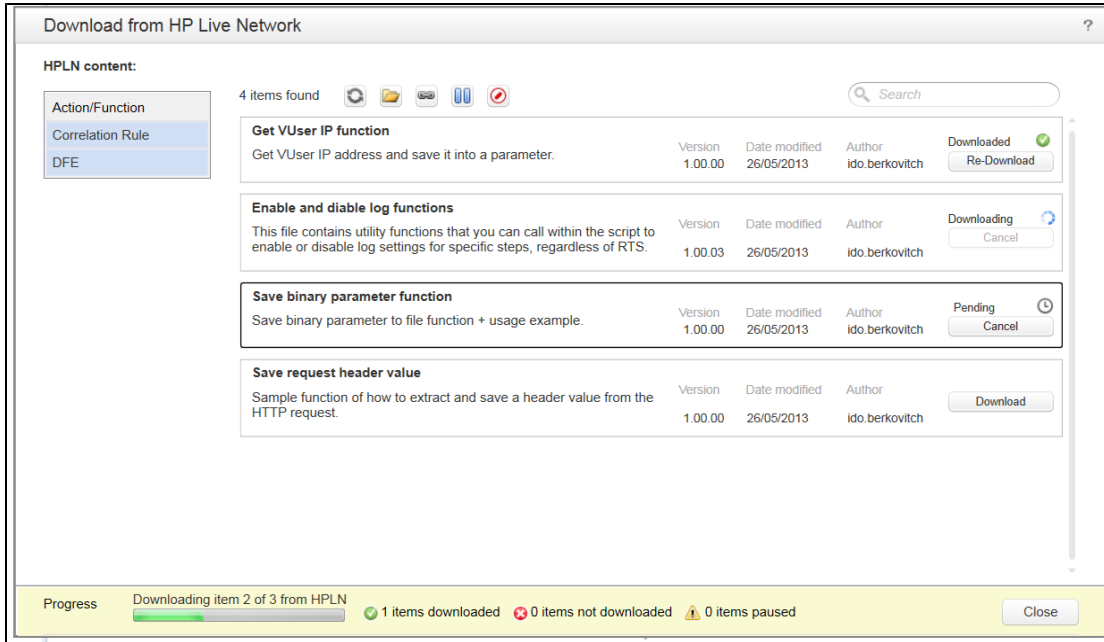 Download from HP Live Network
?
HPLN content:
Action/Function
Correlation Rule
DFE
4 items found
Search
Get VUser IP function
Get VUser IP address and save it into a parameter.
Version Date modified Author
1.00.00 26/05/2013 ido.berkovitch
Downloaded
Re-Download
Enable and diable log functions
This file contains utility functions that you can call within the script to
enable or disable log settings for specific steps, regardless of RTS.
Version Date modified Author
1.00.03 26/05/2013 ido.berkovitch
Downloading
Cancel
Save binary parameter function
Save binary parameter to file function + usage example.
Version Date modified Author
1.00.00 26/05/2013 ido.berkovitch
Pending
Cancel
Save request header value
Sample function of how to extract and save a header value from the
HTTP request.
Version Date modified Author
1.00.00 26/05/2013 ido.berkovitch
Download
Progress
Downloading item 2 of 3 from HPLN
1 items downloaded 0 items not downloaded 0 items paused
Close